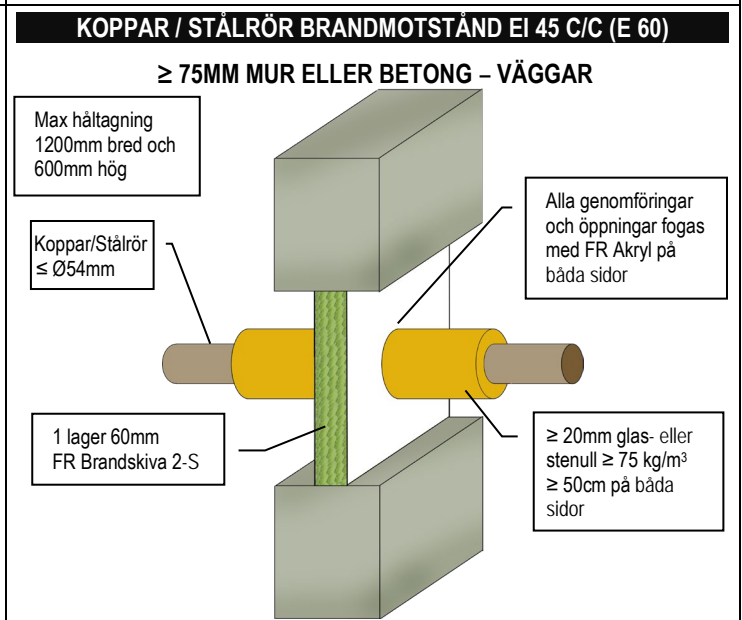 KOPPAR / STÅLRÖR BRANDMOTSTÅND EI 45 C/C (E 60)
≥ 75MM MUR ELLER BETONG – VÄGGAR
Max håltagning
1200mm bred och
600mm hög
Alla genomföringar
och öppningar fogas
med FR Akryl på
båda sidor
Koppar/Stålrör
≤ Ø54mm
1 lager 60mm
FR Brandskiva 2-S
≥ 20mm glas- eller
stenull ≥ 75 kg/m³
≥ 50cm på båda
sidor